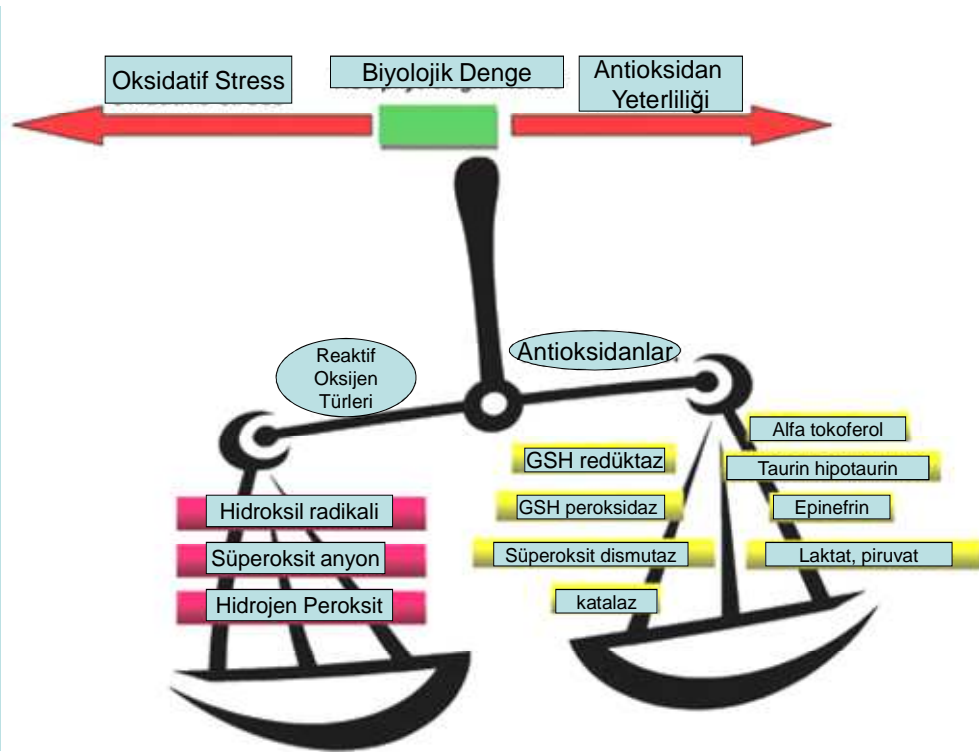 Oksidatif Stress
Biyolojik Denge
Antioksidan
Yeterliliği
Reaktif
Oksijen
Türleri
Antioksidanlar
Alfa tokoferol
GSH redüktaz
Taurin hipotaurin
Hidroksil radikali
GSH peroksidaz
Epinefrin
Süperoksit anyon
Süperoksit dismutaz
Laktat, piruvat
Hidrojen Peroksit
katalaz